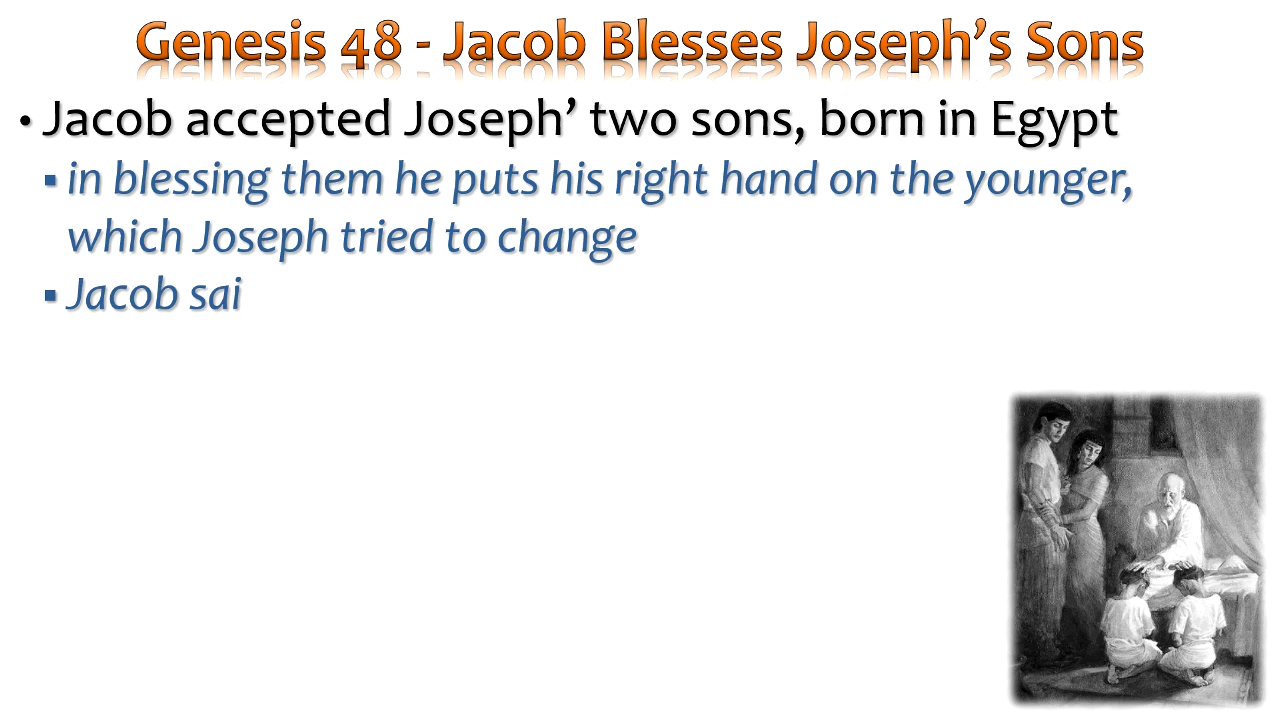 Genesis 48 - Jacob Blesses Joseph’s Sons
• Jacob accepted Joseph’ two sons, born in Egypt
▪ in blessing them he puts his right hand on the younger,
which Joseph tried to change
▪ Jacob sai